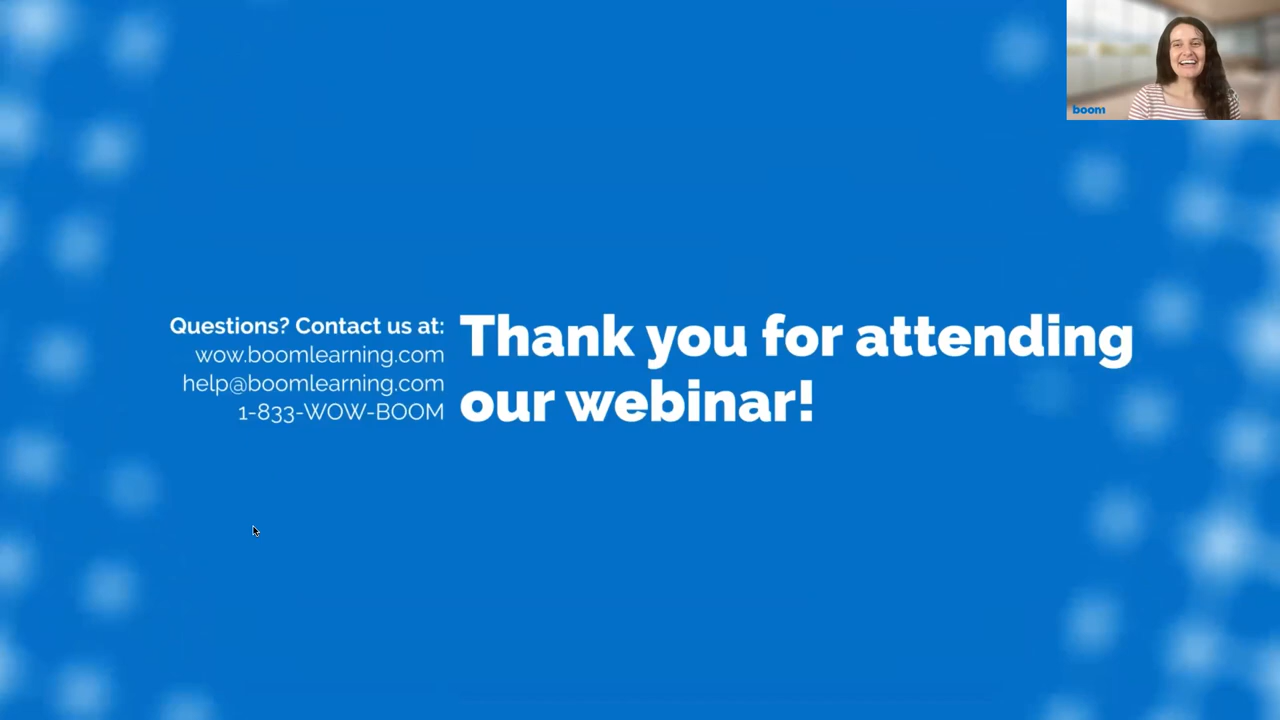 boom
Questions? Contact us at:
wow.boomlearning.com
help@boomlearning.com
1-833-WOW-BOOM
Thank you for attending
our webinar!